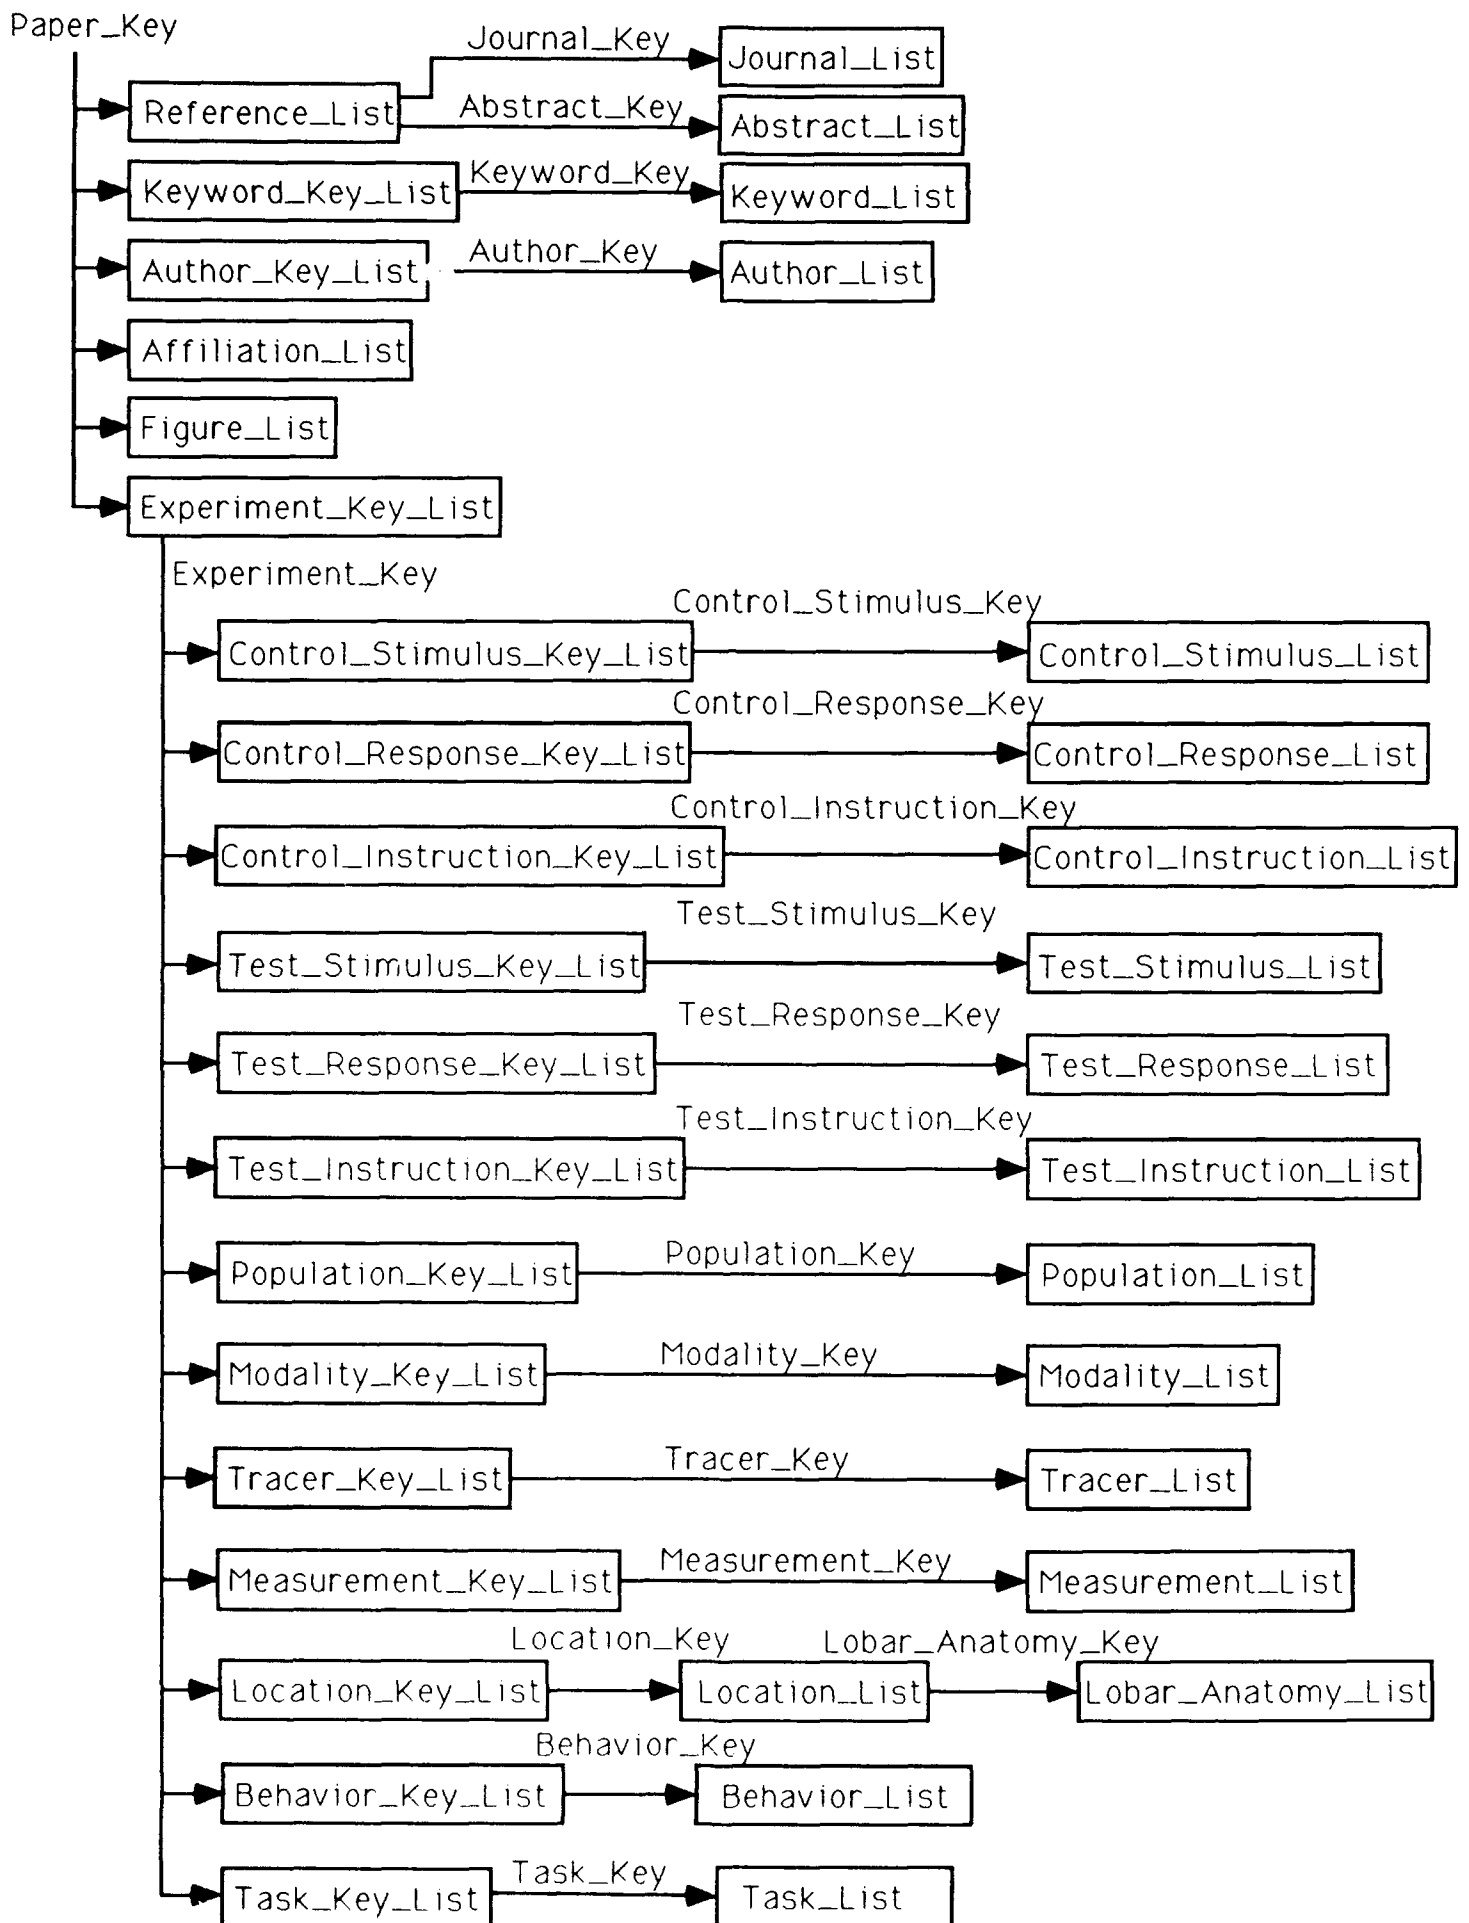 Paper_Key
Journal_Key
Journal_List
Reference_List
Abstract_Key
Abstract_List
Keyword_Key_List
Keyword_Key
Keyword_List
Author_Key_List
Author_Key
Author_List
Affiliation_List
Figure_List
Experiment_Key_List
Experiment_Key
Control_Stimulus_Key
Control_Stimulus_Key_List
Control_Stimulus_List
Control_Response_Key
Control_Response_Key_List
Control_Response_List
Control_Instruction_Key
Control_Instruction_Key_List
Control_Instruction_List
Test_Stimulus_Key
Test_Stimulus_Key_List
Test_Stimulus_List
Test_Response_Key
Test_Response_Key_List
Test_Response_List
Test_Instruction_Key
Test_Instruction_Key_List
Test_Instruction_List
Population_Key_List
Population_Key
Population_List
Modality_Key_List
Modality_Key
Modality_List
Tracer_Key_List
Tracer_Key
Tracer_List
Measurement_Key_List
Measurement_Key
Measurement_List
Location_Key
Lobar_Anatomy_Key
Location_Key_List
Location_List
Lobar_Anatomy_List
Behavior_Key
Behavior_Key_List
Behavior_List
Task_Key_List
Task_Key
Task_List